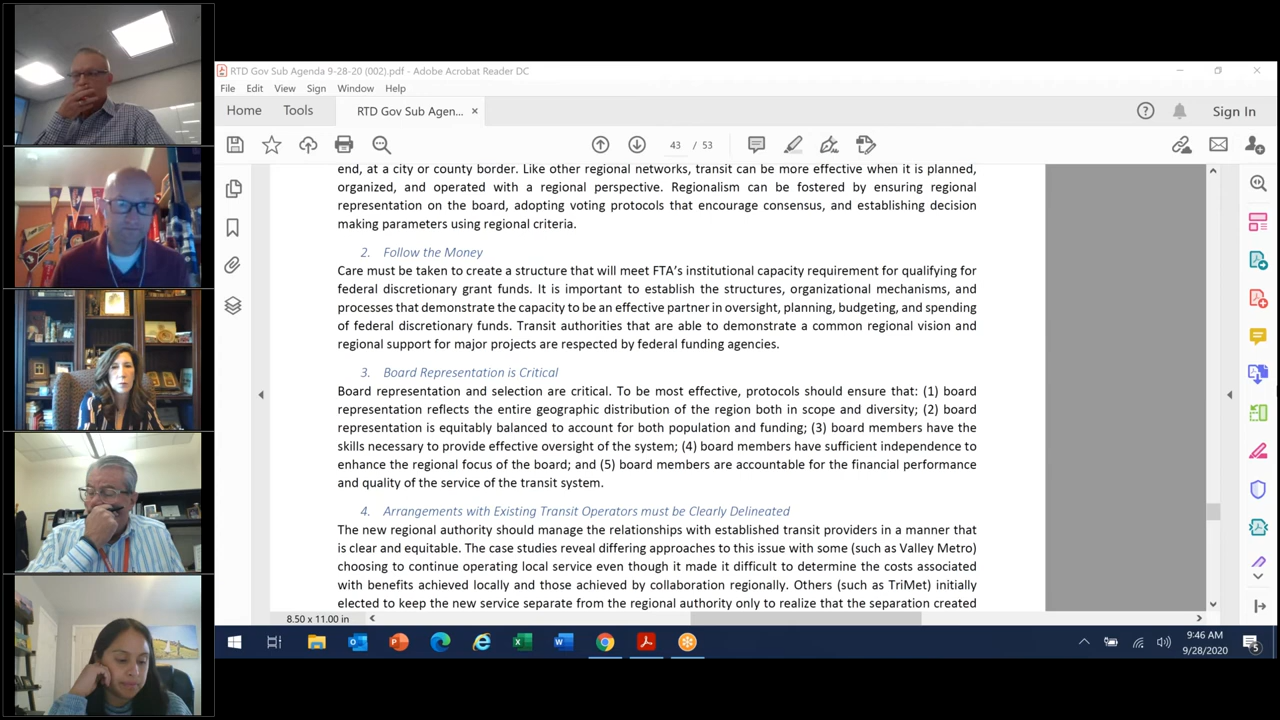 RTD Gov Sub Agenda 9-28-20 (002).pdf - Adobe Acrobat Reader DC
File Edit View Sign Window Help
Home Tools RTD Gov Sub Agen... × Sign In
43 / 53
end, at a city or county border. Like other regional networks, transit can be more effective when it is planned,
organized, and operated with a regional perspective. Regionalism can be fostered by ensuring regional
representation on the board, adopting voting protocols that encourage consensus, and establishing decision
making parameters using regional criteria.
2. Follow the Money
Care must be taken to create a structure that will meet FTA's institutional capacity requirement for qualifying for
federal discretionary grant funds. It is important to establish the structures, organizational mechanisms, and
processes that demonstrate the capacity to be an effective partner in oversight, planning, budgeting, and spending
of federal discretionary funds. Transit authorities that are able to demonstrate a common regional vision and
regional support for major projects are respected by federal funding agencies.
3. Board Representation is Critical
Board representation and selection are critical. To be most effective, protocols should ensure that: (1) board
representation reflects the entire geographic distribution of the region both in scope and diversity; (2) board
representation is equitably balanced to account for both population and funding; (3) board members have the
skills necessary to provide effective oversight of the system; (4) board members have sufficient independence to
enhance the regional focus of the board; and (5) board members are accountable for the financial performance
and quality of the service of the transit system.
4. Arrangements with Existing Transit Operators must be Clearly Delineated
The new regional authority should manage the relationships with established transit providers in a manner that
is clear and equitable. The case studies reveal differing approaches to this issue with some (such as Valley Metro)
choosing to continue operating local service even though it made it difficult to determine the costs associated
with benefits achieved locally and those achieved by collaboration regionally. Others (such as TriMet) initially
elected to keep the new service separate from the regional authority only to realize that the separation created
8.50 x 11.00 in
9:46 AM
9/28/2020
5